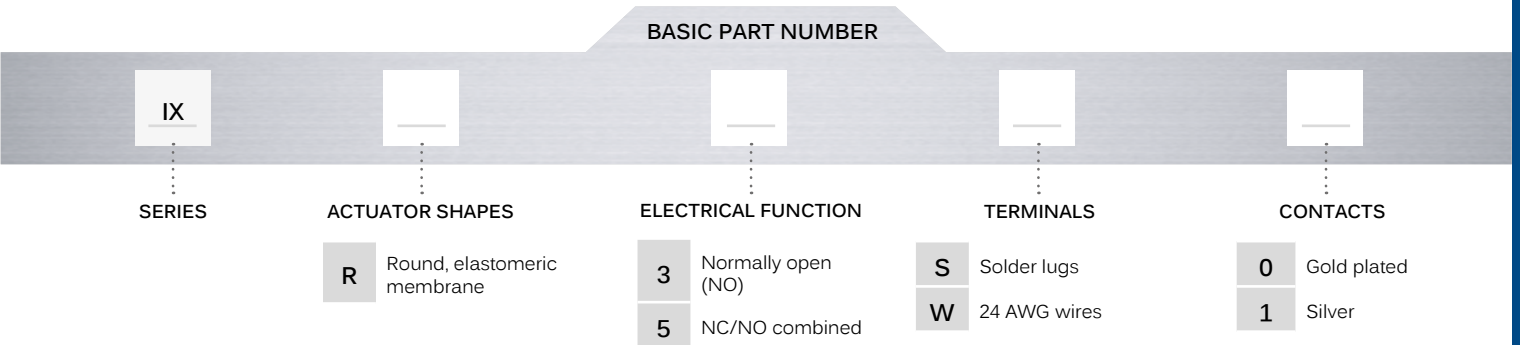 BASIC PART NUMBER
IX
SERIES
ACTUATOR SHAPES
R
Round, elastomeric
membrane
ELECTRICAL FUNCTION
3
Normally open
(NO)
5
NC/NO combined
TERMINALS
S
Solder lugs
W
24 AWG wires
CONTACTS
0
Gold plated
1
Silver